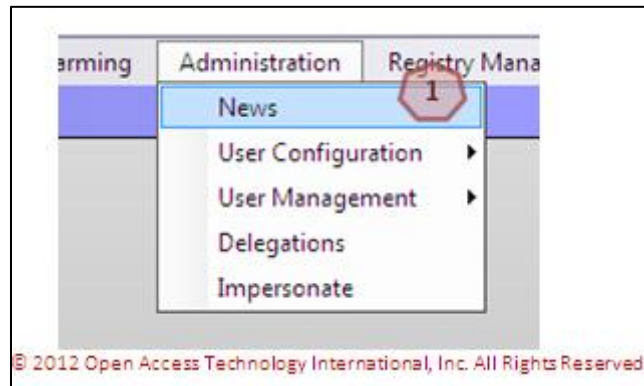 arming Administration Registry Mana
1
News
User Configuration
User Management
Delegations
Impersonate
© 2012 Open Access Technology International, Inc. All Rights Reserved